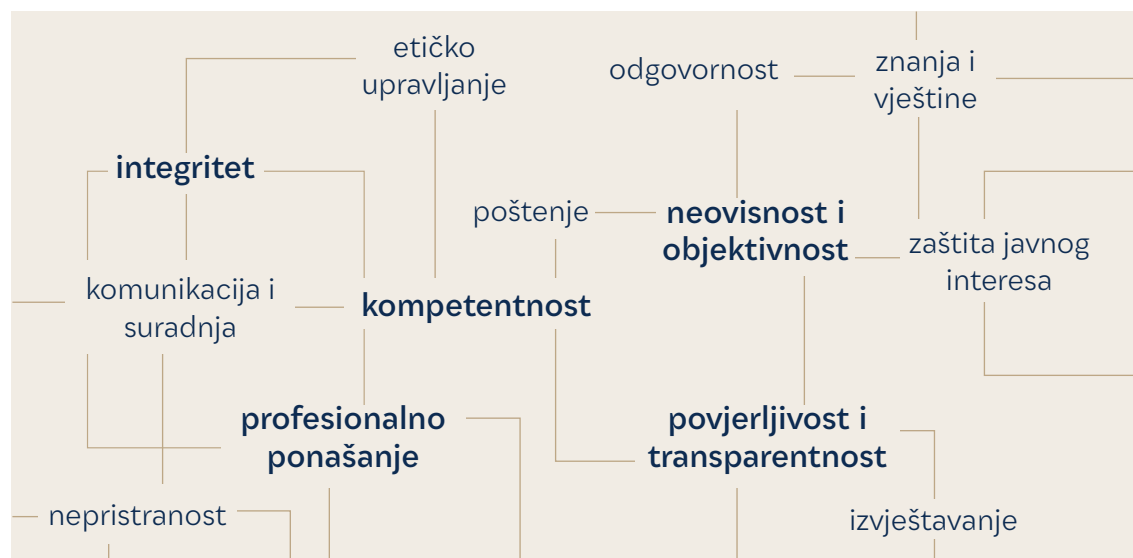 etičko
upravljanje
odgovornost
znanja i
vještine
integritet
poštenje
neovisnost i
objektivnost
zaštita javnog
interesa
komunikacija i
suradnja
kompetentnost
profesionalno
ponašanje
povjerljivost i
transparentnost
nepristranost
izvještavanje